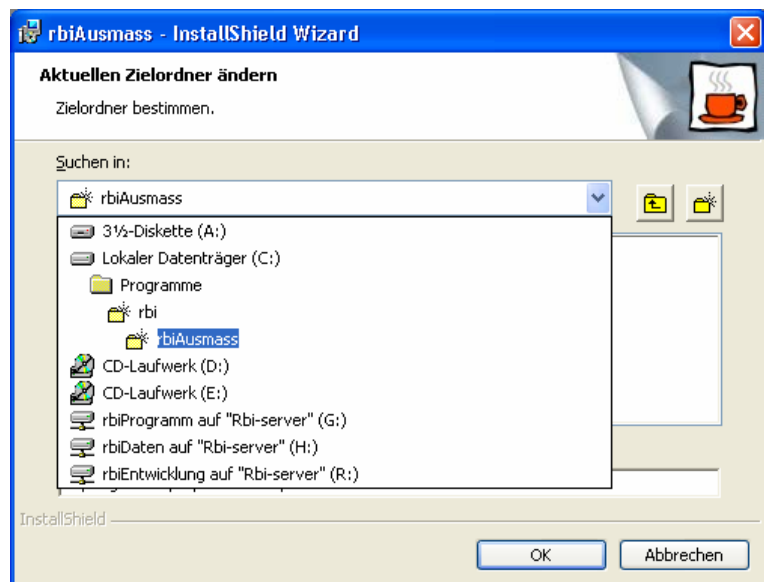 rbiAusmass - InstallShield Wizard
Aktuellen Zielordner ändern
Zielordner bestimmen.
Suchen in:
rbiAusmass
3½-Diskette (A:)
Lokaler Datenträger (C:)
Programme
rbi
rbiAusmass
CD-Laufwerk (D:)
CD-Laufwerk (E:)
rbiProgramm auf "Rbi-server" (G:)
rbiDaten auf "Rbi-server" (H:)
rbiEntwicklung auf "Rbi-server" (R:)
InstallShield
OK Abbrechen